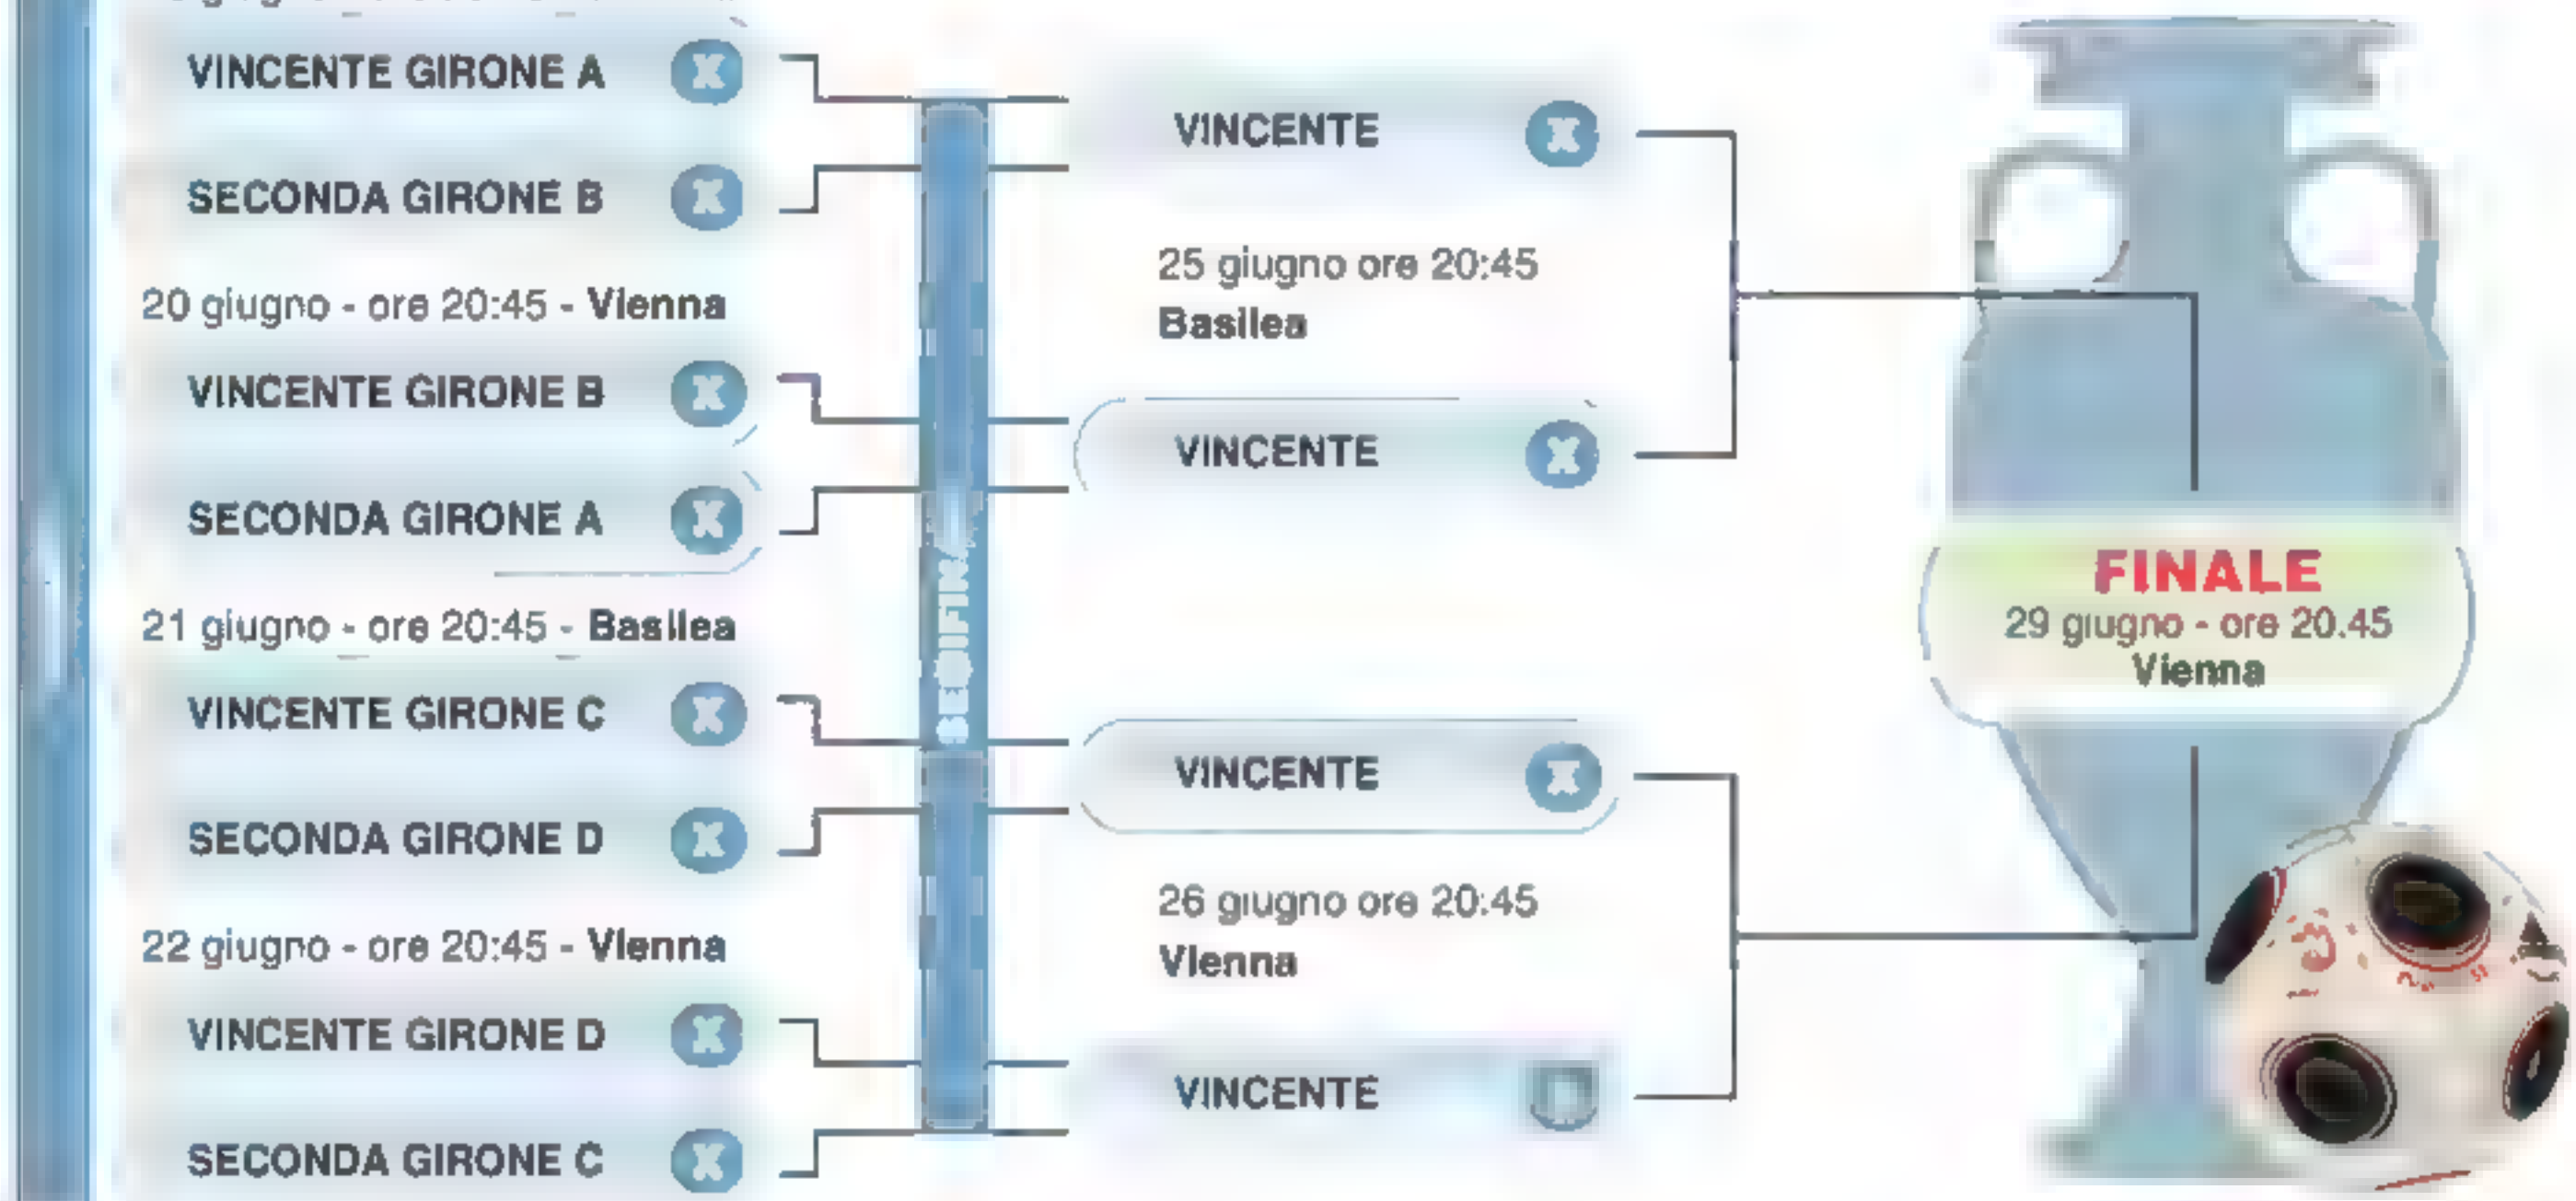 VINCENTE GIRONE A X
SECONDA GIRONE B X
20 giugno - ore 20:45 - Vienna
VINCENTE GIRONE B X
SECONDA GIRONE A X
21 giugno - ore 20:45 - Basilea
VINCENTE GIRONE C X
SECONDA GIRONE D X
22 giugno - ore 20:45 - Vienna
VINCENTE GIRONE D X
SECONDA GIRONE C X
VINCENTE X
25 giugno ore 20:45
Basilea
VINCENTE X
VINCENTE X
26 giugno ore 20:45
Vienna
VINCENTE
FINALE
29 giugno - ore 20.45
Vienna